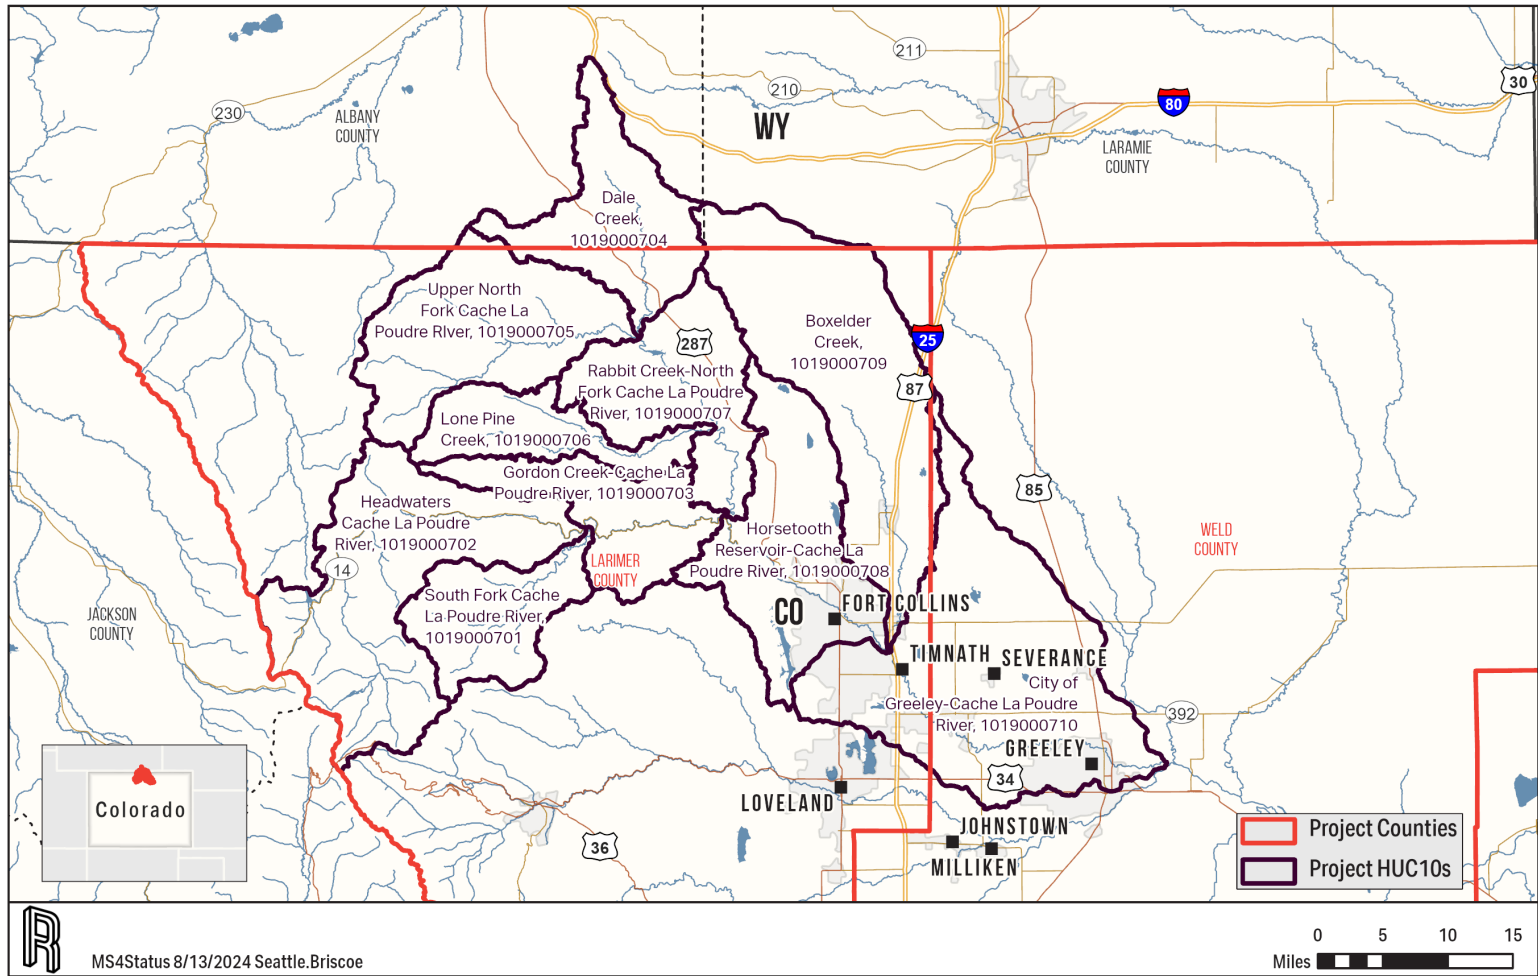 211
30
210
80
230
ALBANY
COUNTY
WY
LARAMIE
COUNTY
Dale
Creek,
1019000704
Upper North
Fork Cache La
Poudre RIver, 1019000705
Boxelder
Creek,
1019000709
25
287
87
Rabbit Creek-North
Fork Cache La Poudre
River, 1019000707
Lone Pine
Creek, 1019000706
Gordon Creek-Cache La
Poudre River, 1019000703
85
Headwaters
Cache La Poudre
River, 1019000702
Horsetooth
Reservoir-Cache La
Poudre River, 1019000708
WELD
COUNTY
LARIMER
COUNTY
14
South Fork Cache
La Poudre River,
1019000701
JACKSON
COUNTY
CO
FORT COLLINS
TIMNATH
SEVERANCE
City of
Greeley-Cache La Poudre
River, 1019000710
392
GREELEY
34
LOVELAND
Colorado
JOHNSTOWN
MILLIKEN
36
Project Counties
Project HUC10s
R
MS4Status 8/13/2024 Seattle.Briscoe
0 5 10 15
Miles